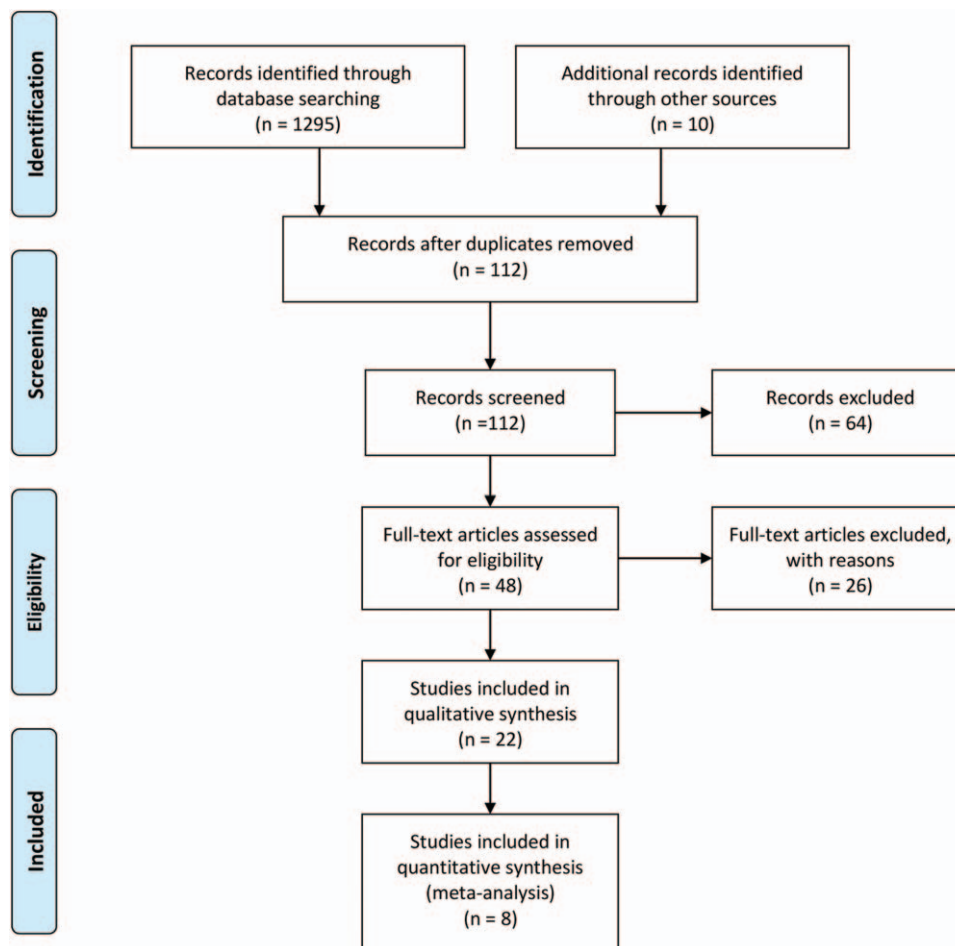 Identification
Records identified through
database searching
(n = 1295)
Additional records identified
through other sources
(n = 10)
Records after duplicates removed
(n = 112)
Screening
Records screened
(n =112)
Records excluded
(n = 64)
Eligibility
Full-text articles assessed
for eligibility
(n = 48)
Full-text articles excluded,
with reasons
(n = 26)
Studies included in
qualitative synthesis
(n = 22)
Included
Studies included in
quantitative synthesis
(meta-analysis)
(n = 8)